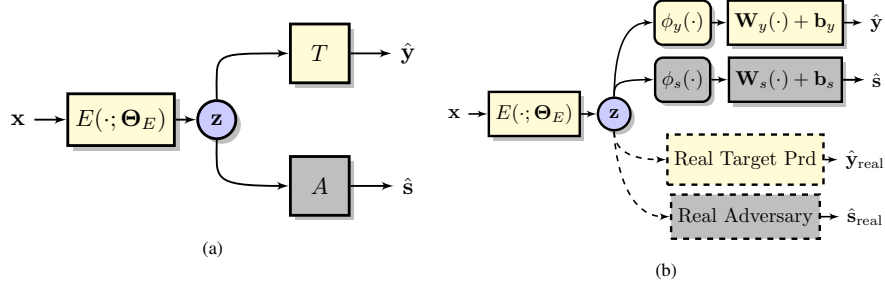 x E(·; Θ_E) z T ŷ
A ŝ
(a)
ϕ_y(·) W_y(·) + b_y ŷ
ϕ_s(·) W_s(·) + b_s ŝ
x E(·; Θ_E) z
Real Target Prd ŷ_real
Real Adversary ŝ_real
(b)